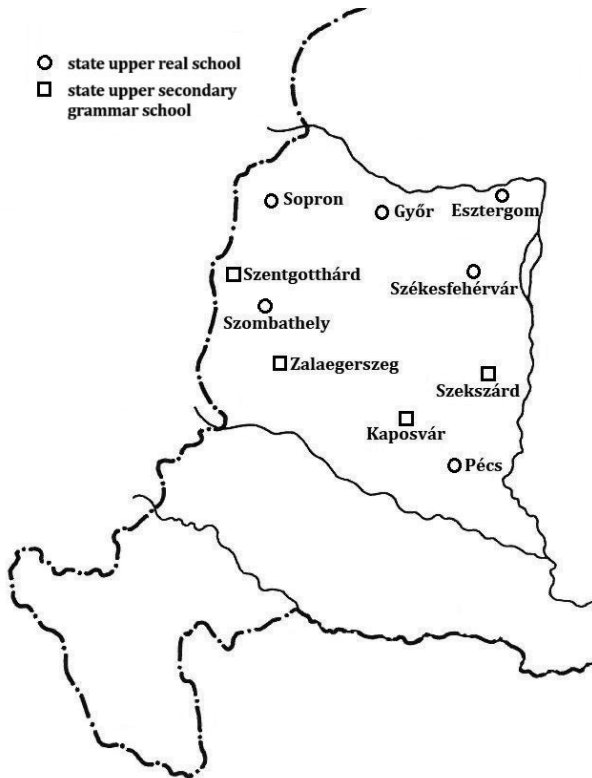 state upper real school
state upper secondary
grammar school
Sopron
Győr
Esztergom
Szentgotthárd
Székesfehérvár
Szombathely
Zalaegerszeg
Szekszárd
Kaposvár
Pécs